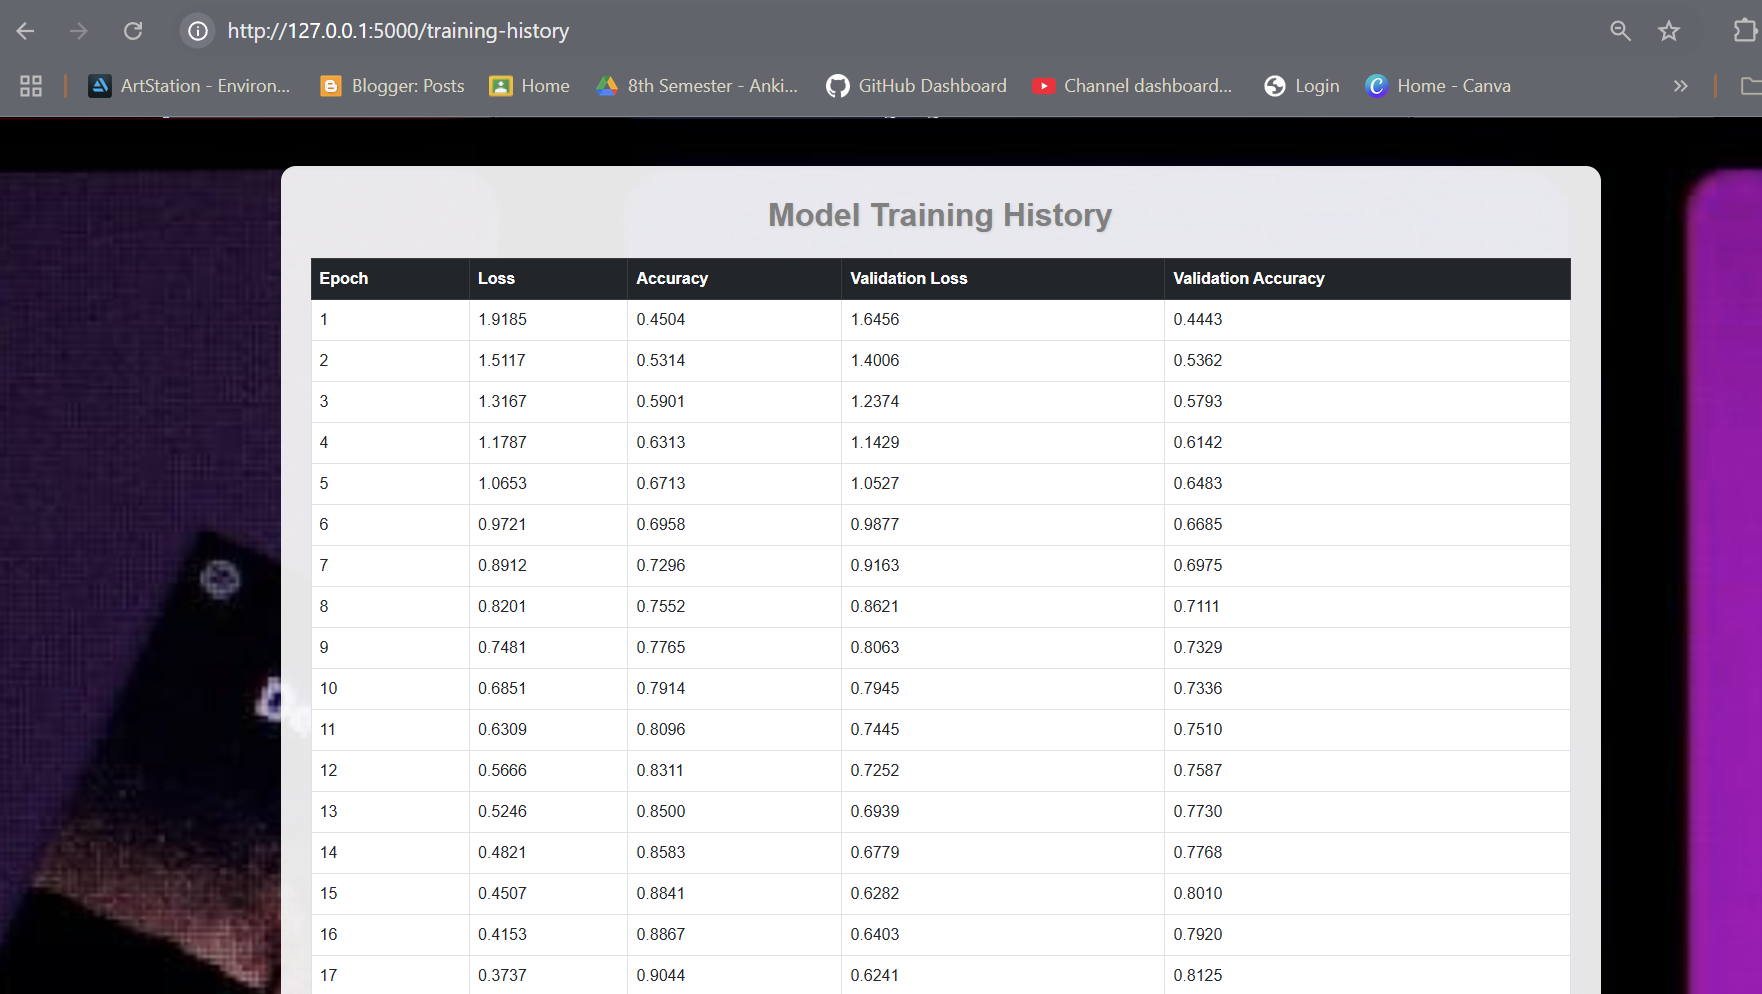 http://127.0.0.1:5000/training-history
ArtStation - Environ... Blogger: Posts Home 8th Semester - Anki... GitHub Dashboard Channel dashboard... Login Home - Canva
Model Training History
Epoch Loss Accuracy Validation Loss Validation Accuracy
1 1.9185 0.4504 1.6456 0.4443
2 1.5117 0.5314 1.4006 0.5362
3 1.3167 0.5901 1.2374 0.5793
4 1.1787 0.6313 1.1429 0.6142
5 1.0653 0.6713 1.0527 0.6483
6 0.9721 0.6958 0.9877 0.6685
7 0.8912 0.7296 0.9163 0.6975
8 0.8201 0.7552 0.8621 0.7111
9 0.7481 0.7765 0.8063 0.7329
10 0.6851 0.7914 0.7945 0.7336
11 0.6309 0.8096 0.7445 0.7510
12 0.5666 0.8311 0.7252 0.7587
13 0.5246 0.8500 0.6939 0.7730
14 0.4821 0.8583 0.6779 0.7768
15 0.4507 0.8841 0.6282 0.8010
16 0.4153 0.8867 0.6403 0.7920
17 0.3737 0.9044 0.6241 0.8125